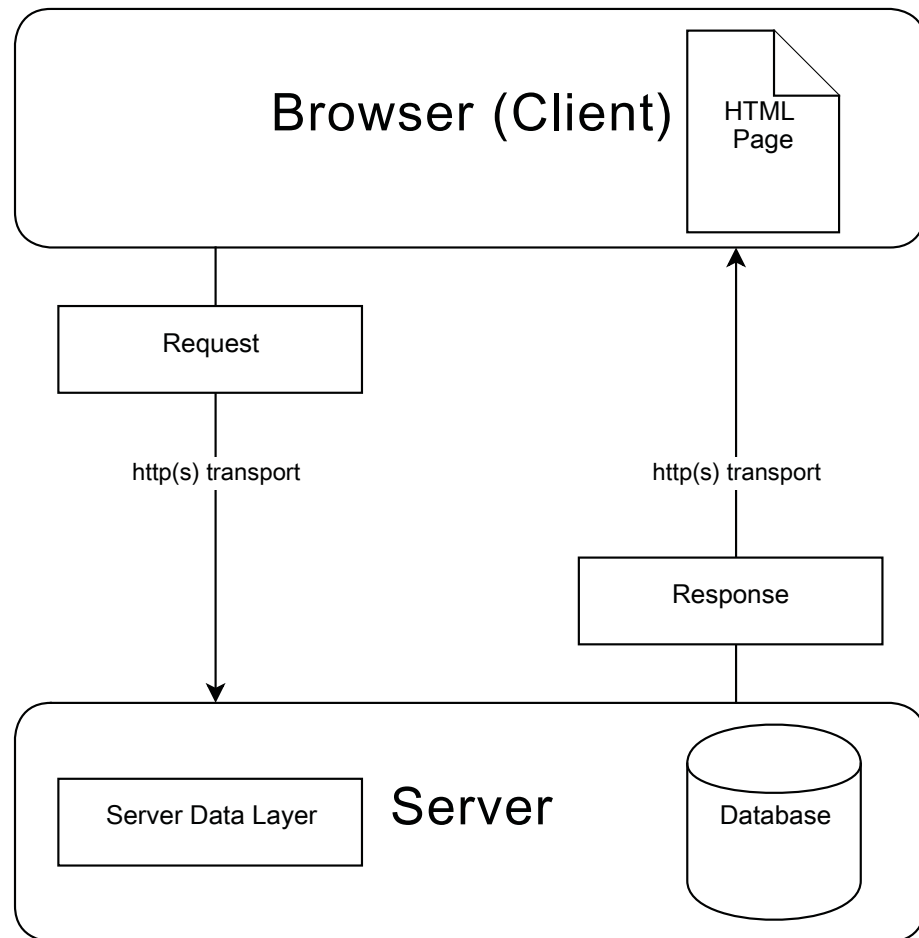 Browser (Client)
HTML
Page
Request
http(s) transport
http(s) transport
Response
Server Data Layer
Server
Database